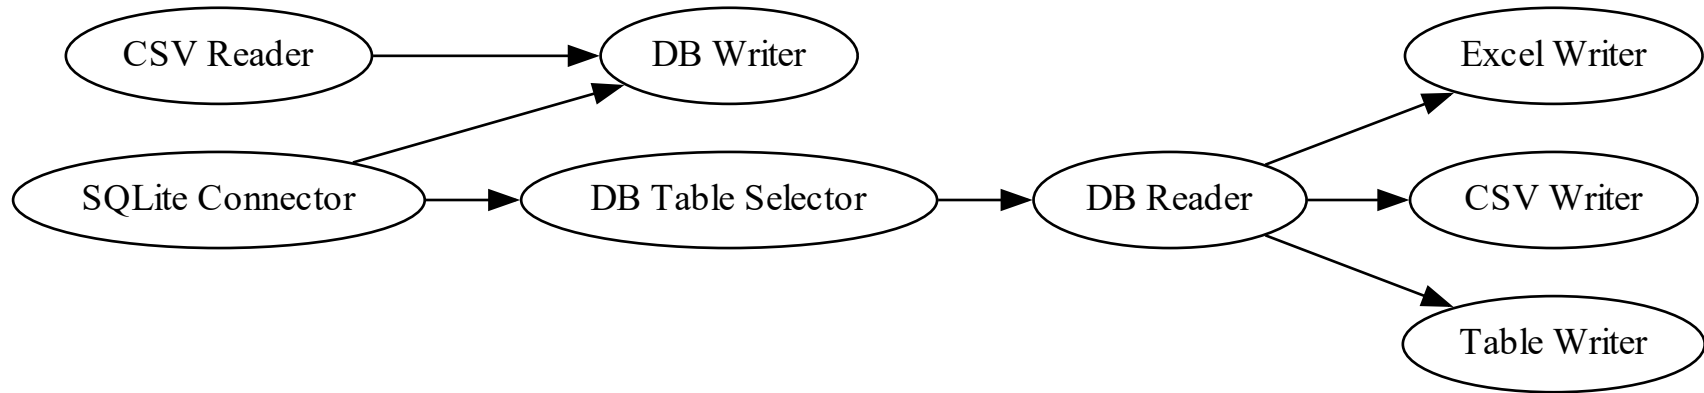 CSV Reader
DB Writer
Excel Writer
SQLite Connector
DB Table Selector
DB Reader
CSV Writer
Table Writer